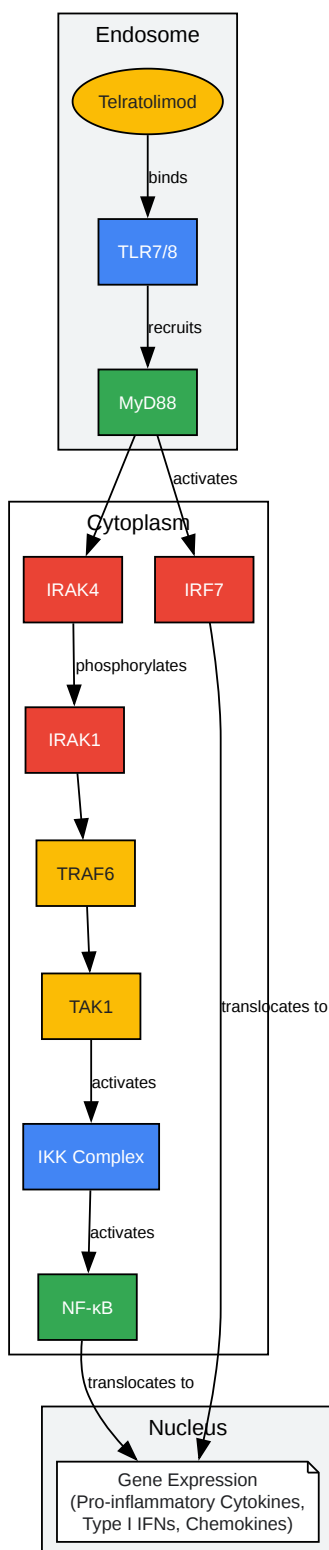 Endosome
Telratolimod
binds
TLR7/8
recruits
MyD88
activates
Cytoplasm
IRAK4
IRF7
phosphorylates
IRAK1
TRAF6
TAK1
translocates to
activates
IKK Complex
activates
NF-κB
translocates to
Nucleus
Gene Expression
(Pro-inflammatory Cytokines,
Type I IFNs, Chemokines)